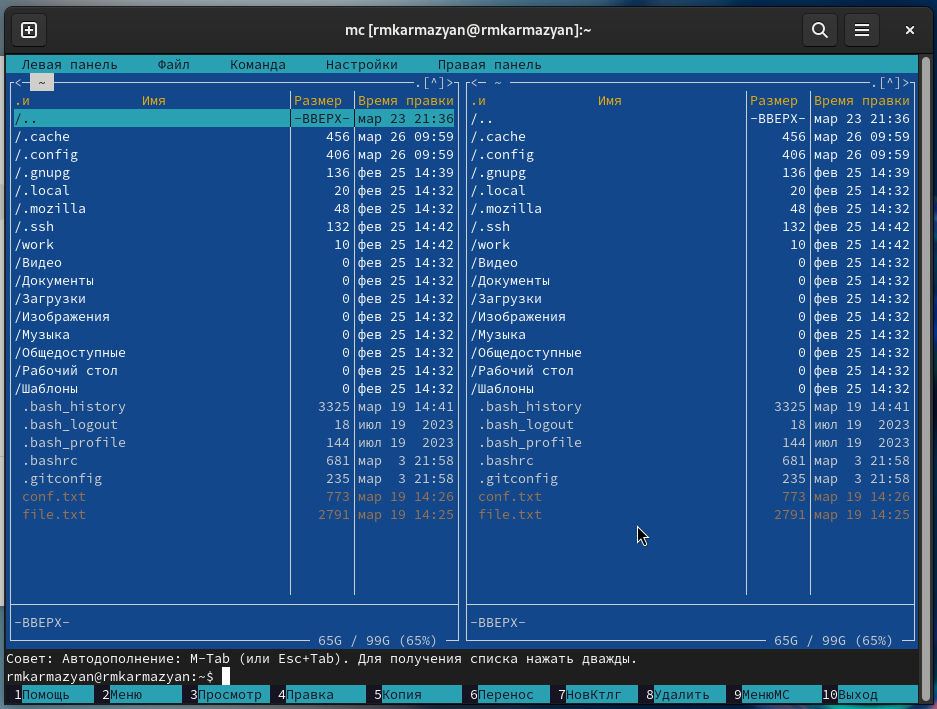 mc [rmkarmazyan@rmkarmazyan]:~
Левая панель Файл Команда Настройки Правая панель
<─ ~ .[^]> <─ ~ .[^]>
.и Имя Размер Время правки .и Имя Размер Время правки
/.. -ВВЕРХ- мар 23 21:36 /.. -ВВЕРХ- мар 23 21:36
/.cache 456 мар 26 09:59 /.cache 456 мар 26 09:59
/.config 406 мар 26 09:59 /.config 406 мар 26 09:59
/.gnupg 136 фев 25 14:39 /.gnupg 136 фев 25 14:39
/.local 20 фев 25 14:32 /.local 20 фев 25 14:32
/.mozilla 48 фев 25 14:32 /.mozilla 48 фев 25 14:32
/.ssh 132 фев 25 14:42 /.ssh 132 фев 25 14:42
/work 10 фев 25 14:42 /work 10 фев 25 14:42
/Видео 0 фев 25 14:32 /Видео 0 фев 25 14:32
/Документы 0 фев 25 14:32 /Документы 0 фев 25 14:32
/Загрузки 0 фев 25 14:32 /Загрузки 0 фев 25 14:32
/Изображения 0 фев 25 14:32 /Изображения 0 фев 25 14:32
/Музыка 0 фев 25 14:32 /Музыка 0 фев 25 14:32
/Общедоступные 0 фев 25 14:32 /Общедоступные 0 фев 25 14:32
/Рабочий стол 0 фев 25 14:32 /Рабочий стол 0 фев 25 14:32
/Шаблоны 0 фев 25 14:32 /Шаблоны 0 фев 25 14:32
.bash_history 3325 мар 19 14:41 .bash_history 3325 мар 19 14:41
.bash_logout 18 июл 19 2023 .bash_logout 18 июл 19 2023
.bash_profile 144 июл 19 2023 .bash_profile 144 июл 19 2023
.bashrc 681 мар 3 21:58 .bashrc 681 мар 3 21:58
.gitconfig 235 мар 3 21:58 .gitconfig 235 мар 3 21:58
conf.txt 773 мар 19 14:26 conf.txt 773 мар 19 14:26
file.txt 2791 мар 19 14:25 file.txt 2791 мар 19 14:25
-ВВЕРХ- -ВВЕРХ-
65G / 99G (65%) 65G / 99G (65%)
Совет: Автодополнение: M-Tab (или Esc+Tab). Для получения списка нажать дважды.
rmkarmazyan@rmkarmazyan:~$
1Помощь 2Меню 3Просмотр 4Правка 5Копия 6Перенос 7НовКтлг 8Удалить 9МенюМС 10Выход